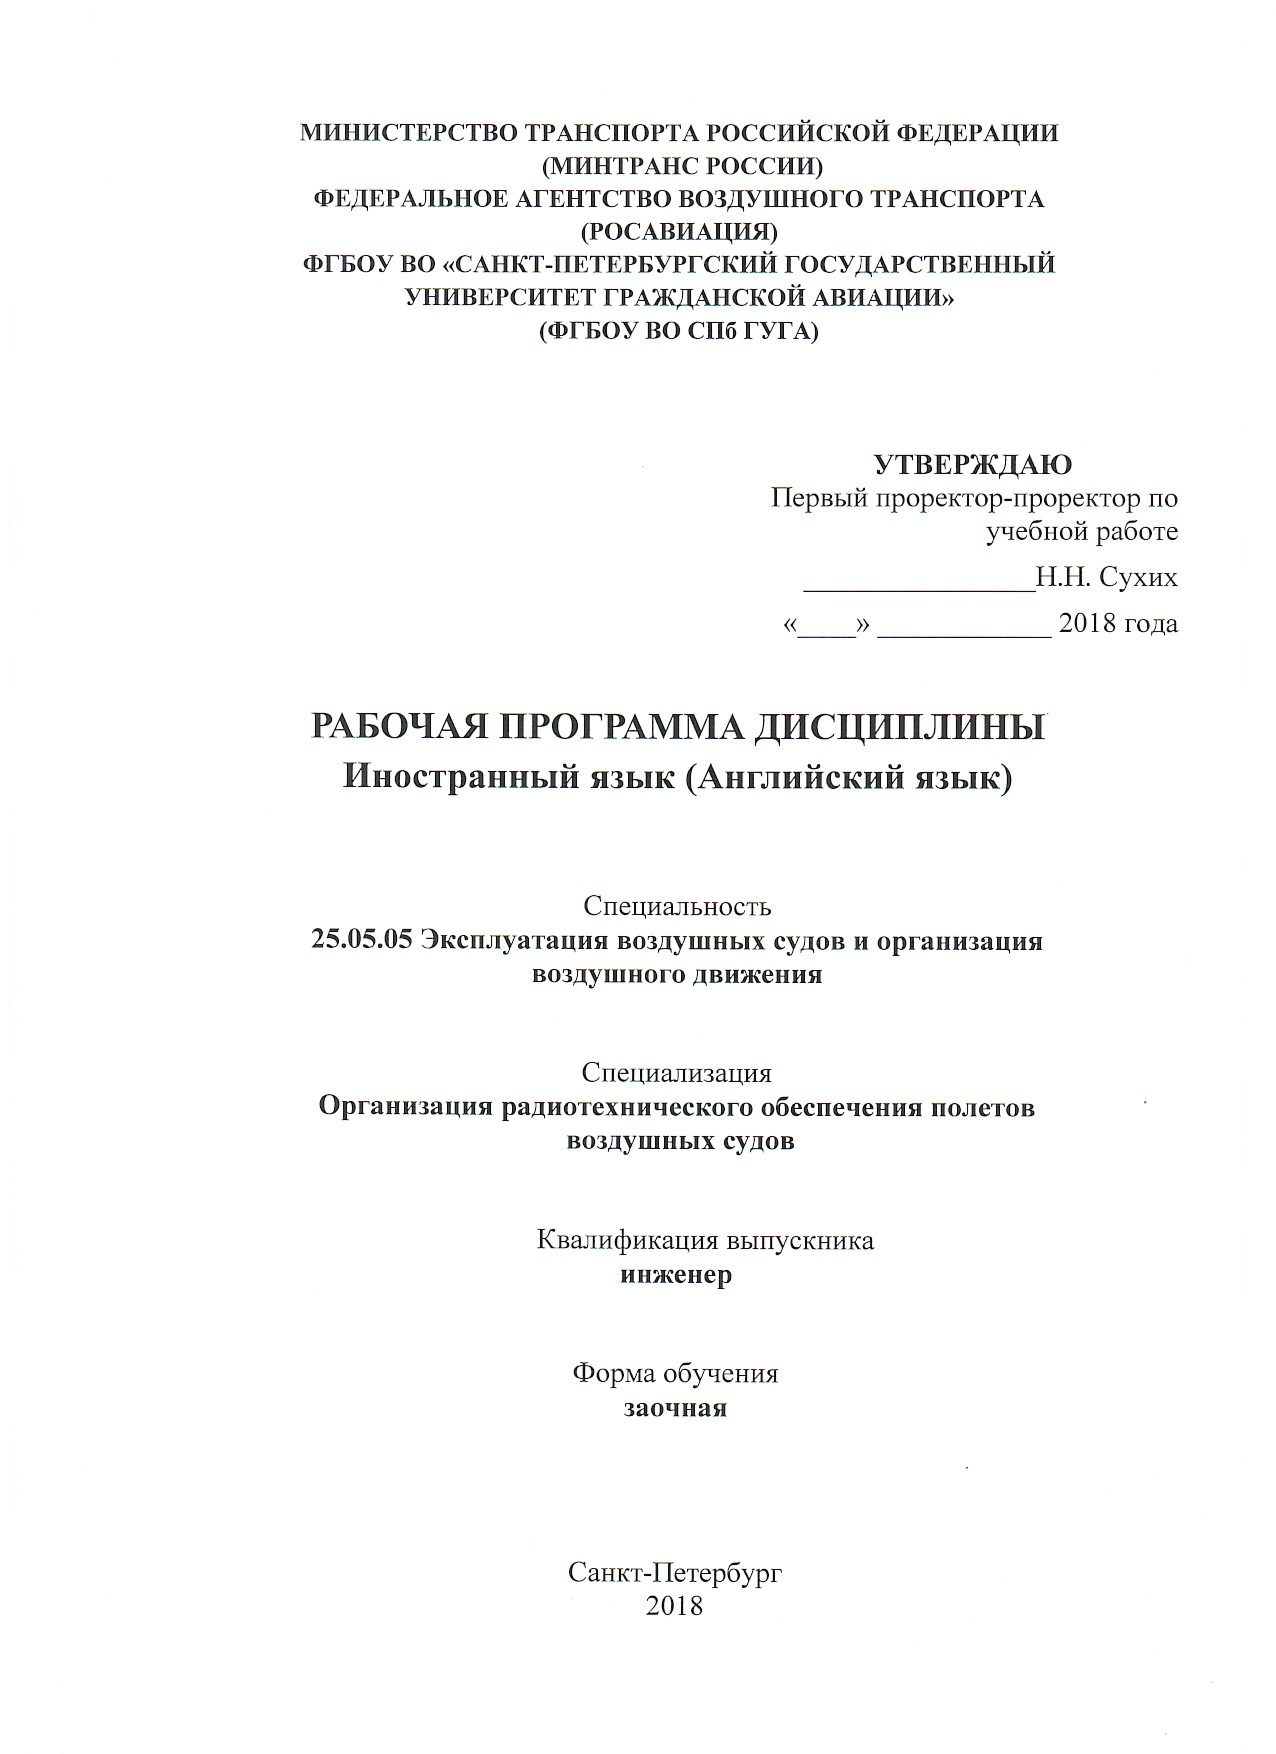 МИНИСТЕРСТВО ТРАНСПОРТА РОССИЙСКОЙ ФЕДЕРАЦИИ
(МИНТРАНС РОССИИ)
ФЕДЕРАЛЬНОЕ АГЕНТСТВО ВОЗДУШНОГО ТРАНСПОРТА
(РОСАВИАЦИЯ)
ФГБОУ ВО «САНКТ-ПЕТЕРБУРГСКИЙ ГОСУДАРСТВЕННЫЙ
УНИВЕРСИТЕТ ГРАЖДАНСКОЙ АВИАЦИИ»
(ФГБОУ ВО СПб ГУГА)
УТВЕРЖДАЮ
Первый проректор-проректор по
учебной работе
________________Н.Н. Сухих
«____» ____________ 2018 года
РАБОЧАЯ ПРОГРАММА ДИСЦИПЛИНЫ
Иностранный язык (Английский язык)
Специальность
25.05.05 Эксплуатация воздушных судов и организация
воздушного движения
Специализация
Организация радиотехнического обеспечения полетов
воздушных судов
Квалификация выпускника
инженер
Форма обучения
заочная
Санкт-Петербург
2018